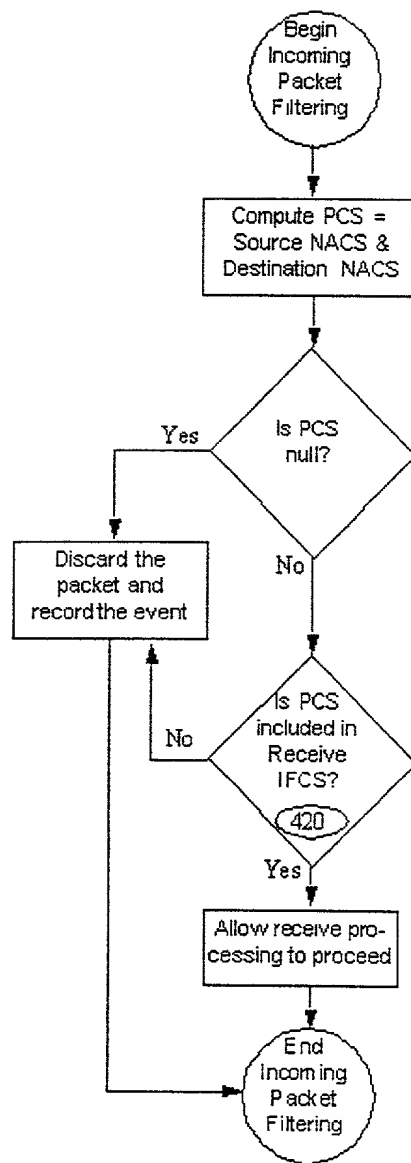 Begin
Incoming
Packet
Filtering
Compute PCS =
Source NACS &
Destination NACS
Is PCS
null?
Yes
No
Discard the
packet and
record the event
Is PCS
included in
Receive
IFCS?
420
No
Yes
Allow receive pro-
cessing to proceed
End
Incoming
Packet
Filtering